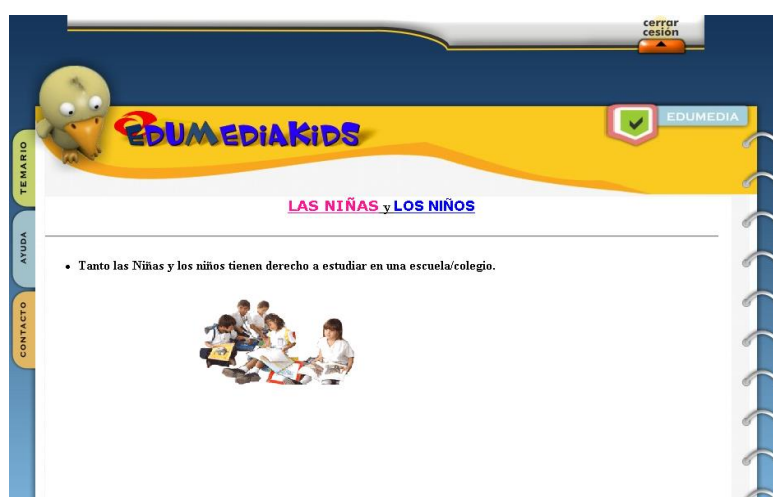 cerrar
cesión
EDUMEDIAKIDS
EDUMEDIA
TEMARIO
AYUDA
CONTACTO
LAS NIÑAS y LOS NIÑOS
Tanto las Niñas y los niños tienen derecho a estudiar en una escuela/colegio.